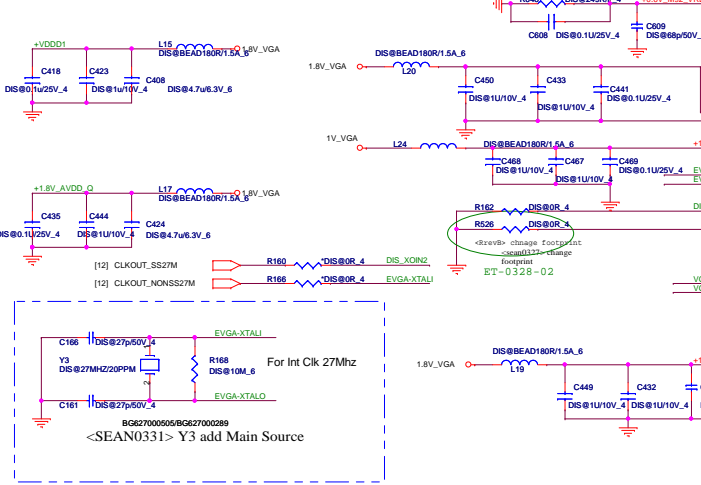 C608
DIS@0.1U/25V_4
C609
DIS@68p/50V_
+VDDD1
L15
DIS@BEAD180R/1.5A_6
1.8V_VGA
C418
C423
C408
DIS@0.1u/25V_4
DIS@1u/10V_4
DIS@4.7u/6.3V_6
DIS@BEAD180R/1.5A_6
1.8V_VGA
L20
C450
C433
C441
DIS@1U/10V_4
DIS@1U/10V_4
DIS@0.1U/25V_4
1V_VGA
L24
DIS@BEAD180R/1.5A_6
C468
C467
C469
DIS@1U/10V_4
DIS@1U/10V_4
DIS@0.1U/25V_4
+1.8V_AVDD_Q
L17
DIS@BEAD180R/1.5A_6
1.8V_VGA
C435
C444
C424
DIS@0.1U/25V_4
DIS@1U/10V_4
DIS@4.7u/6.3V_6
R162
DIS@0R_4
R526
DIS@0R_4
<RrevB> chnage footprint
<sean0327> change
footprint
ET-0328-02
[12] CLKOUT_SS27M
R160
*DIS@0R_4
DIS_XOIN2
[12] CLKOUT_NONSS27M
R166
*DIS@0R_4
EVGA-XTALI
C166
DIS@27p/50V_4
EVGA-XTALI
Y3
DIS@27MHZ/20PPM
1
2
R168
DIS@10M_6
For Int Clk 27Mhz
C161
DIS@27p/50V_4
EVGA-XTALO
BG627000505/BG627000289
<SEAN0331> Y3 add Main Source
DIS@BEAD180R/1.5A_6
1.8V_VGA
L19
C449
C432
DIS@1U/10V_4
DIS@1U/10V_4
DIS@0.1U